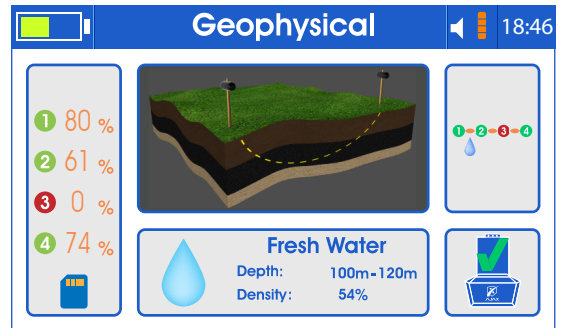 Geophysical
18:46
1 80 %
2 61 %
3 0 %
4 74 %
1 2 3 4
Fresh Water
Depth: 100m-120m
Density: 54%
AJAX